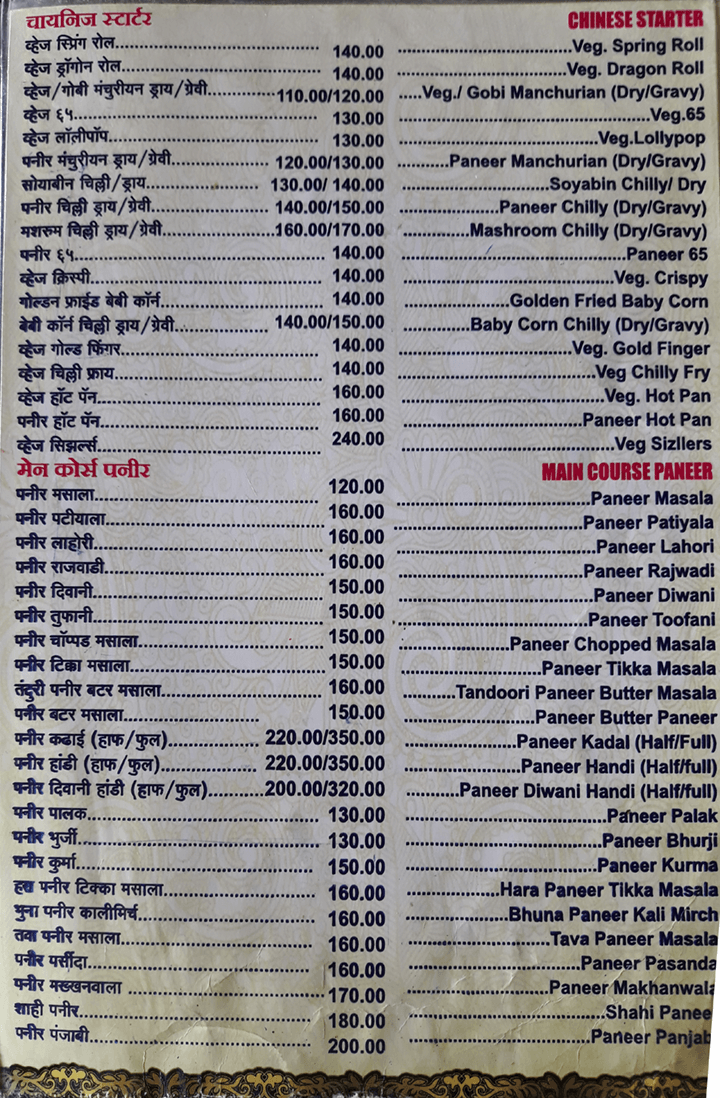 चायनिज स्टार्टर CHINESE STARTER
व्हेज स्प्रिंग रोल 140.00 Veg. Spring Roll
व्हेज ड्रॉगोन रोल 140.00 Veg. Dragon Roll
व्हेज/गोबी मंचुरीयन ड्राय/ग्रेवी 110.00/120.00 Veg./ Gobi Manchurian (Dry/Gravy)
व्हेज ६५ 130.00 Veg.65
व्हेज लॉलीपॉप 130.00 Veg.Lollypop
पनीर मंचुरीयन ड्राय/ग्रेवी 120.00/130.00 Paneer Manchurian (Dry/Gravy)
सोयाबीन चिल्ली/ड्राय 130.00/ 140.00 Soyabin Chilly/ Dry
पनीर चिल्ली ड्राय/ग्रेवी 140.00/150.00 Paneer Chilly (Dry/Gravy)
मशरुम चिल्ली ड्राय/ग्रेवी 160.00/170.00 Mashroom Chilly (Dry/Gravy)
पनीर ६५ 140.00 Paneer 65
व्हेज क्रिस्पी 140.00 Veg. Crispy
गोल्डन फ्राईड बेबी कॉर्न 140.00 Golden Fried Baby Corn
बेबी कॉर्न चिल्ली ड्राय/ग्रेवी 140.00/150.00 Baby Corn Chilly (Dry/Gravy)
व्हेज गोल्ड फिंगर 140.00 Veg. Gold Finger
व्हेज चिल्ली फ्राय 140.00 Veg Chilly Fry
व्हेज हॉट पॅन 160.00 Veg. Hot Pan
पनीर हॉट पॅन 160.00 Paneer Hot Pan
व्हेज सिझर्ल्स 240.00 Veg Sizllers
मेन कोर्स पनीर MAIN COURSE PANEER
पनीर मसाला 120.00 Paneer Masala
पनीर पटीयाला 160.00 Paneer Patiyala
पनीर लाहोरी 160.00 Paneer Lahori
पनीर राजवाडी 160.00 Paneer Rajwadi
पनीर दिवानी 150.00 Paneer Diwani
पनीर तुफानी 150.00 Paneer Toofani
पनीर चॉप्पड मसाला 150.00 Paneer Chopped Masala
पनीर टिक्का मसाला 150.00 Paneer Tikka Masala
तंदुरी पनीर बटर मसाला 160.00 Tandoori Paneer Butter Masala
पनीर बटर मसाला 150.00 Paneer Butter Paneer
पनीर कढाई (हाफ/फुल) 220.00/350.00 Paneer Kadal (Half/Full)
पनीर हांडी (हाफ/फुल) 220.00/350.00 Paneer Handi (Half/full)
पनीर दिवानी हांडी (हाफ/फुल) 200.00/320.00 Paneer Diwani Handi (Half/full)
पनीर पालक 130.00 Paneer Palak
पनीर भुर्जी 130.00 Paneer Bhurji
पनीर कुर्मा 150.00 Paneer Kurma
हरा पनीर टिक्का मसाला 160.00 Hara Paneer Tikka Masala
भुना पनीर कालीमिर्च 160.00 Bhuna Paneer Kali Mirch
तवा पनीर मसाला 160.00 Tava Paneer Masala
पनीर पसींदा 160.00 Paneer Pasanda
पनीर मख्खनवाला 170.00 Paneer Makhanwala
शाही पनीर 180.00 Shahi Panee
पनीर पंजाबी 200.00 Paneer Panjab